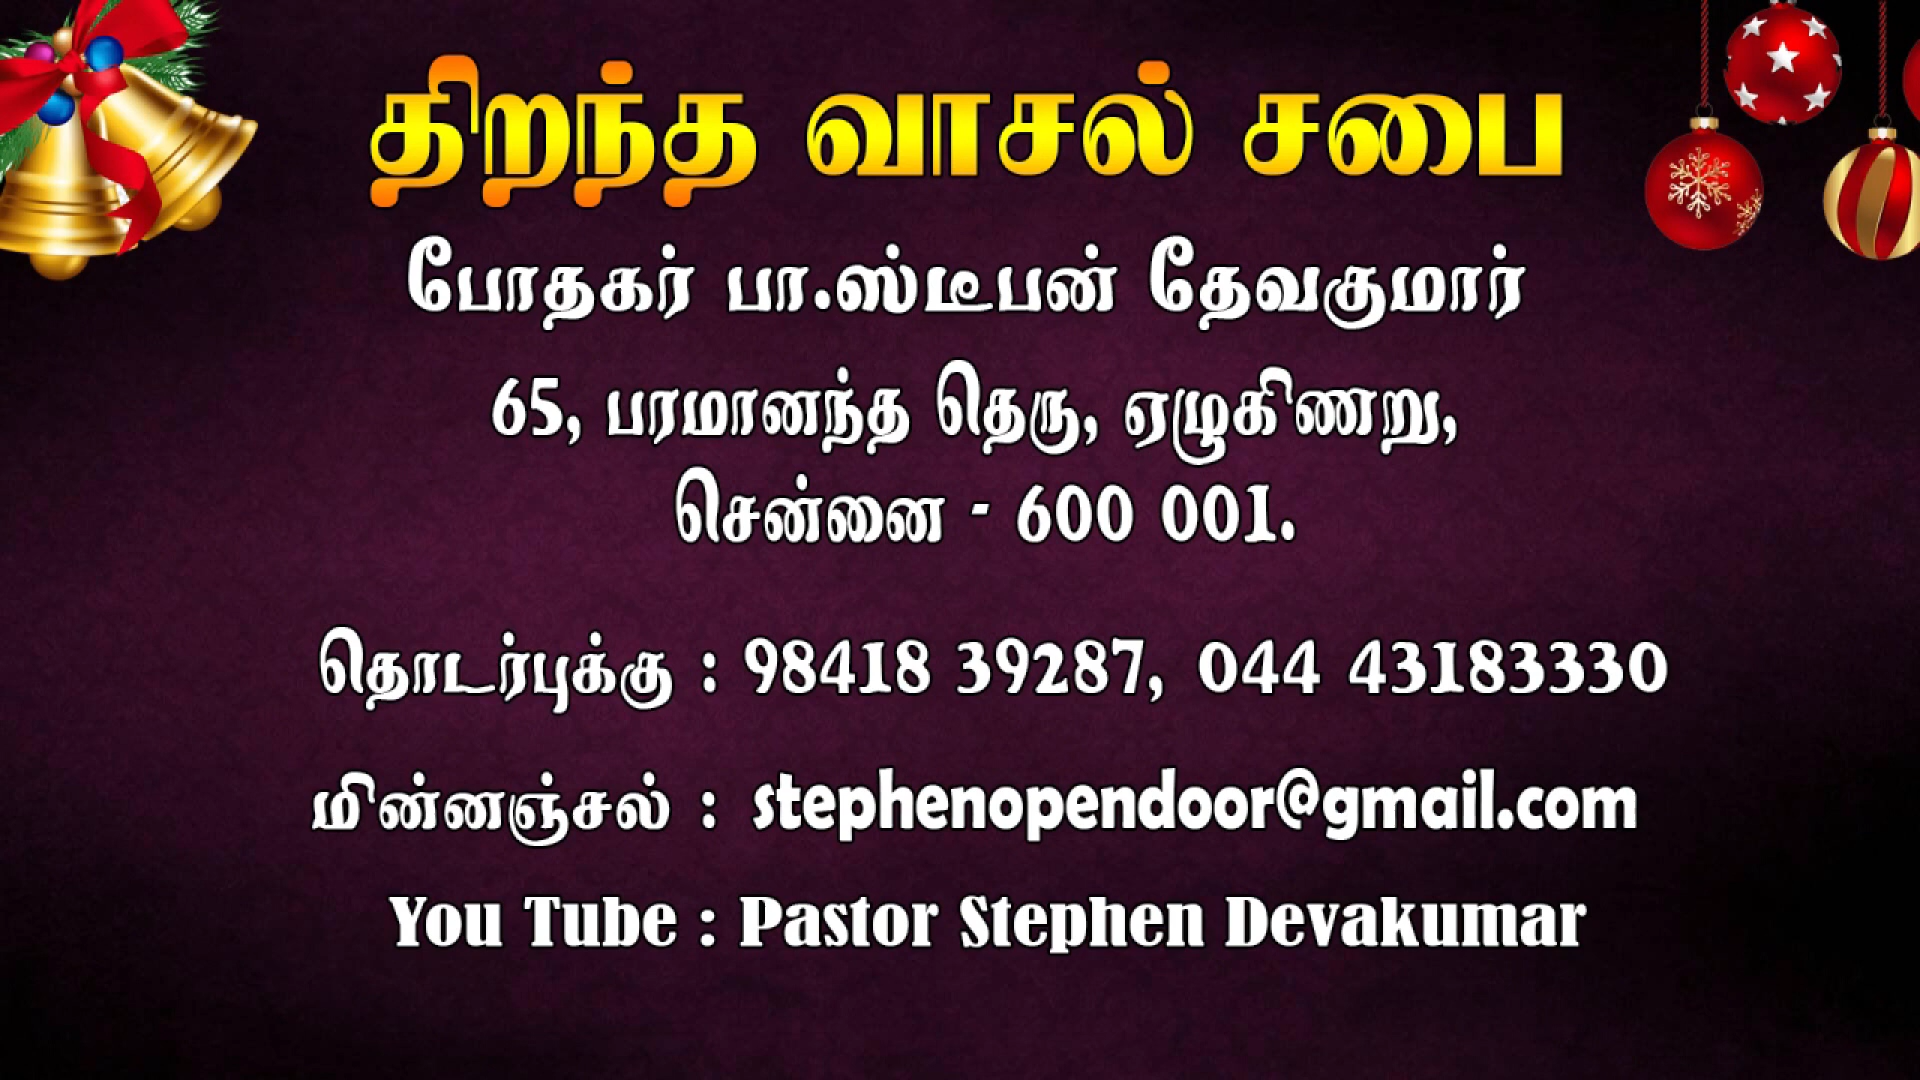 திறந்த வாசல் சபை
போதகர் பா.ஸ்டீபன் தேவகுமார்
65, பரமானந்த தெரு, ஏழுகிணறு,
சென்னை - 600 001.
தொடர்புக்கு : 98418 39287, 044 43183330
மின்னஞ்சல் : stephenopendoor@gmail.com
You Tube : Pastor Stephen Devakumar